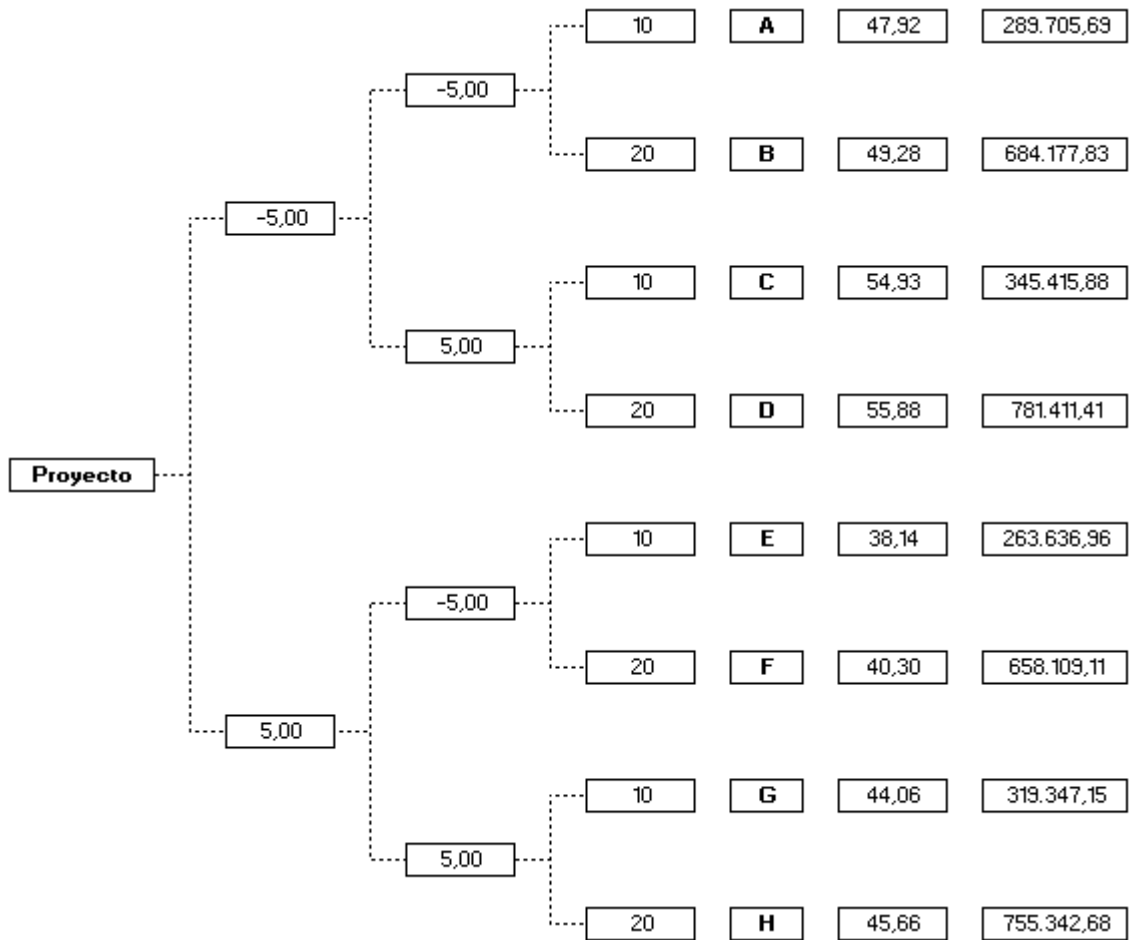 10 A 47,92 289.705,69
-5,00
20 B 49,28 684.177,83
-5,00
10 C 54,93 345.415,88
5,00
20 D 55,88 781.411,41
Proyecto
10 E 38,14 263.636,96
-5,00
20 F 40,30 658.109,11
5,00
10 G 44,06 319.347,15
5,00
20 H 45,66 755.342,68